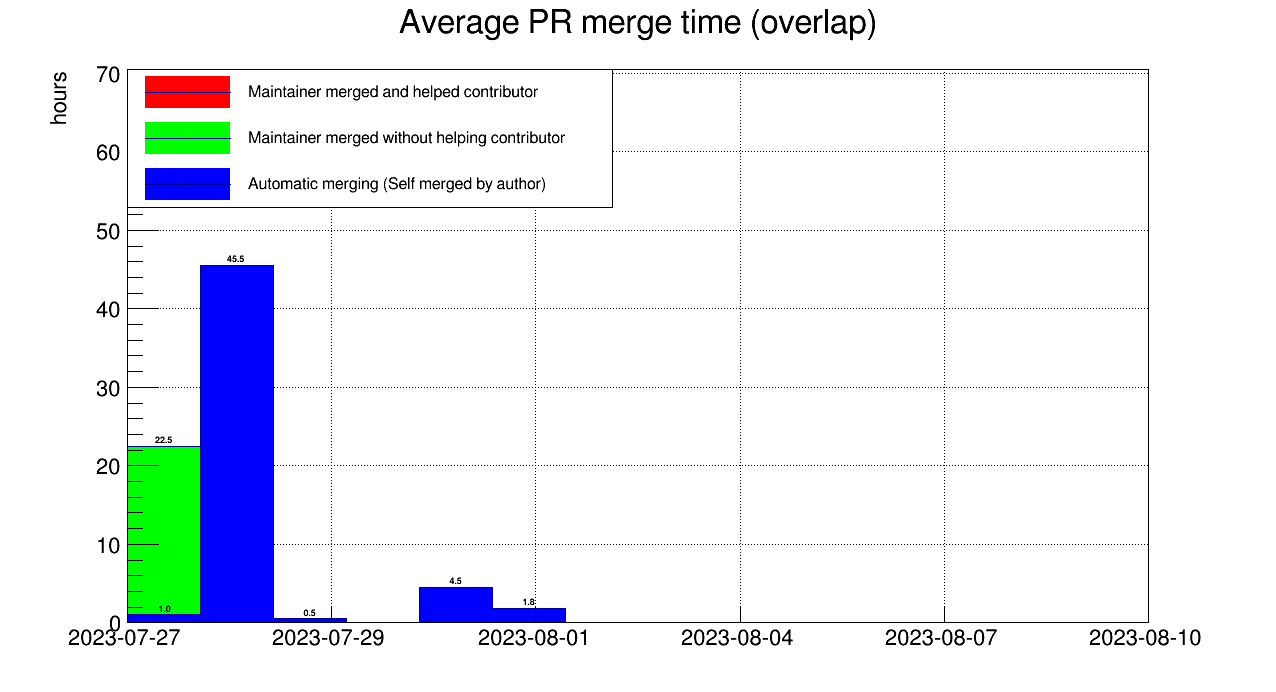 Average PR merge time (overlap)
hours
70
60
50
40
30
20
10
0
Maintainer merged and helped contributor
Maintainer merged without helping contributor
Automatic merging (Self merged by author)
45.5
22.5
1.0
0.5
4.5
1.8
2023-07-27 2023-07-29 2023-08-01 2023-08-04 2023-08-07 2023-08-10